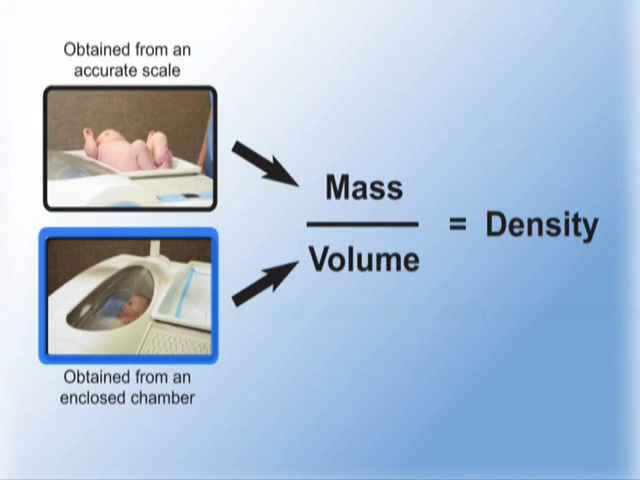 Obtained from an
accurate scale
Mass
Volume
= Density
Obtained from an
enclosed chamber